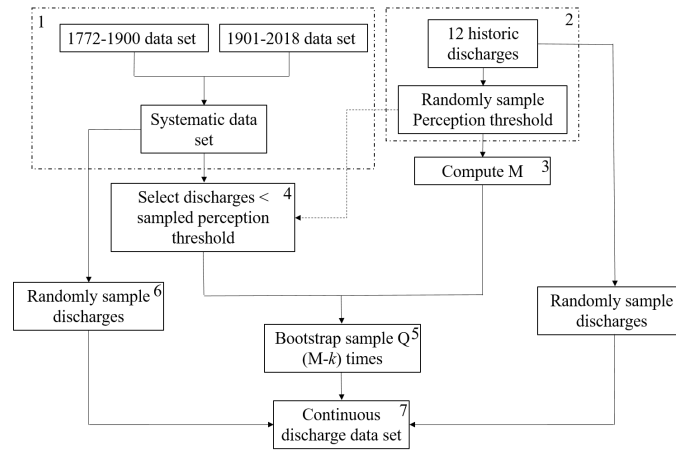 1
1772-1900 data set
1901-2018 data set
Systematic data
set
2
12 historic
discharges
Randomly sample
Perception threshold
Compute M
3
Select discharges <
sampled perception
threshold
4
Randomly sample
discharges
6
Bootstrap sample Q
(M-k) times
5
Randomly sample
discharges
Continuous
discharge data set
7